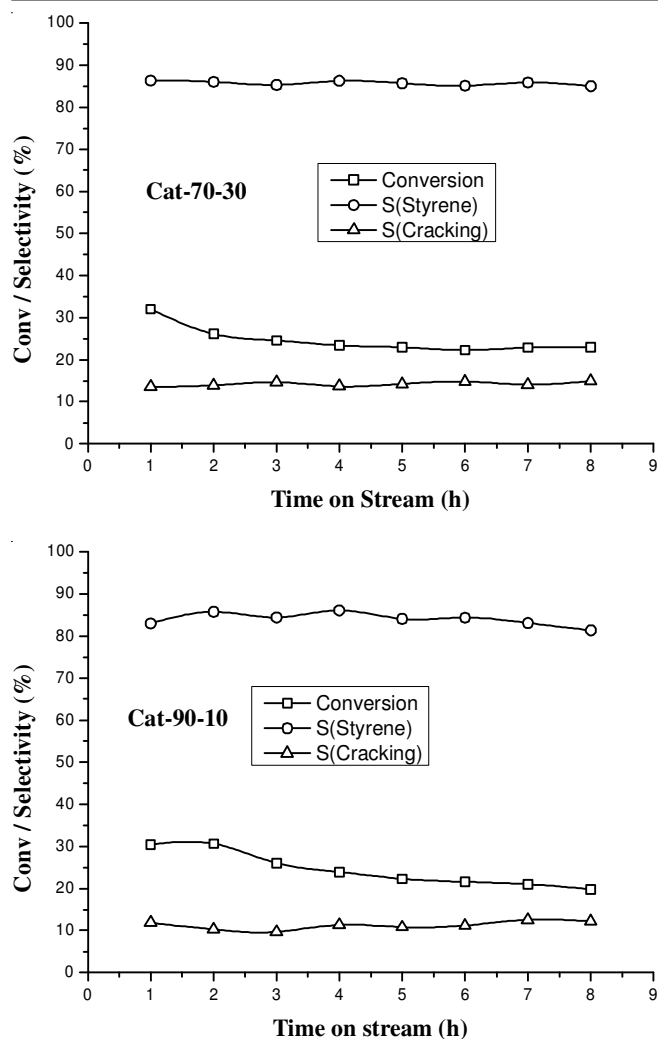 100
90
80
70
60
50
40
30
20
10
0
Conv / Selectivity (%)
Cat-70-30
Conversion
S(Styrene)
S(Cracking)
0 1 2 3 4 5 6 7 8 9
Time on Stream (h)
100
90
80
70
60
50
40
30
20
10
0
Conv / Selectivity (%)
Cat-90-10
Conversion
S(Styrene)
S(Cracking)
0 1 2 3 4 5 6 7 8 9
Time on stream (h)